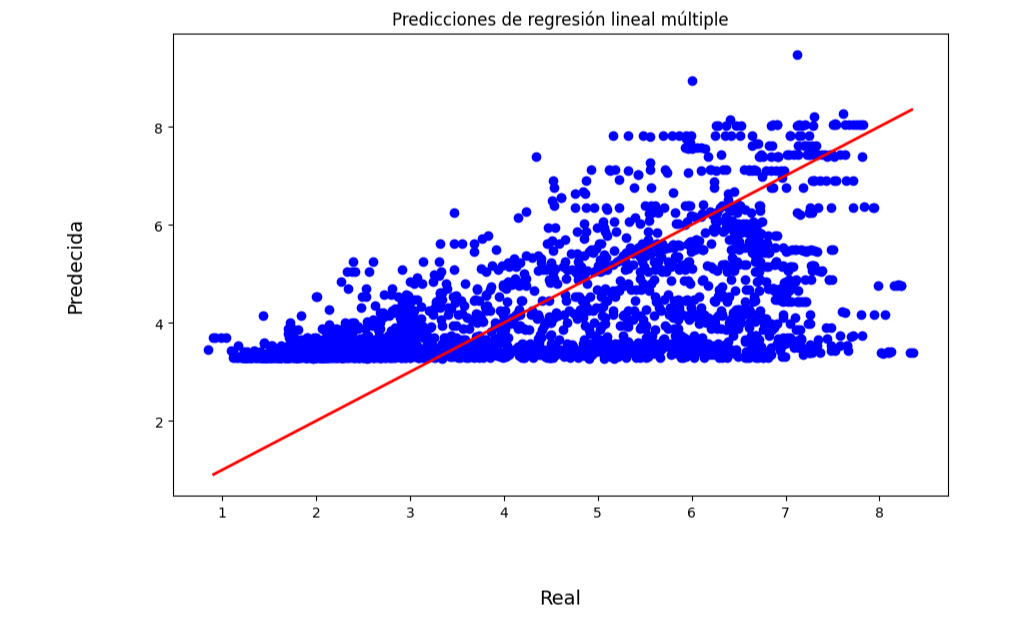 Predicciones de regresión lineal múltiple
Predecida
8
6
4
2
1 2 3 4 5 6 7 8
Real